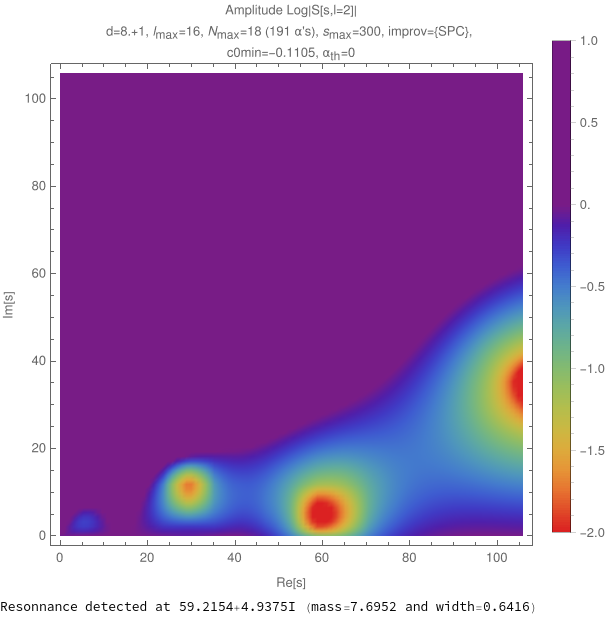 Amplitude Log|S[s,l=2]|
d=8.+1, lmax=16, Nmax=18 (191 α's), smax=300, improv={SPC},
c0min=-0.1105, αth=0
1.0
100
0.5
80
0.
60
-0.5
Im[s]
40
-1.0
20
-1.5
0
-2.0
0 20 40 60 80 100
Re[s]
Resonnance detected at 59.2154+4.9375I (mass=7.6952 and width=0.6416)